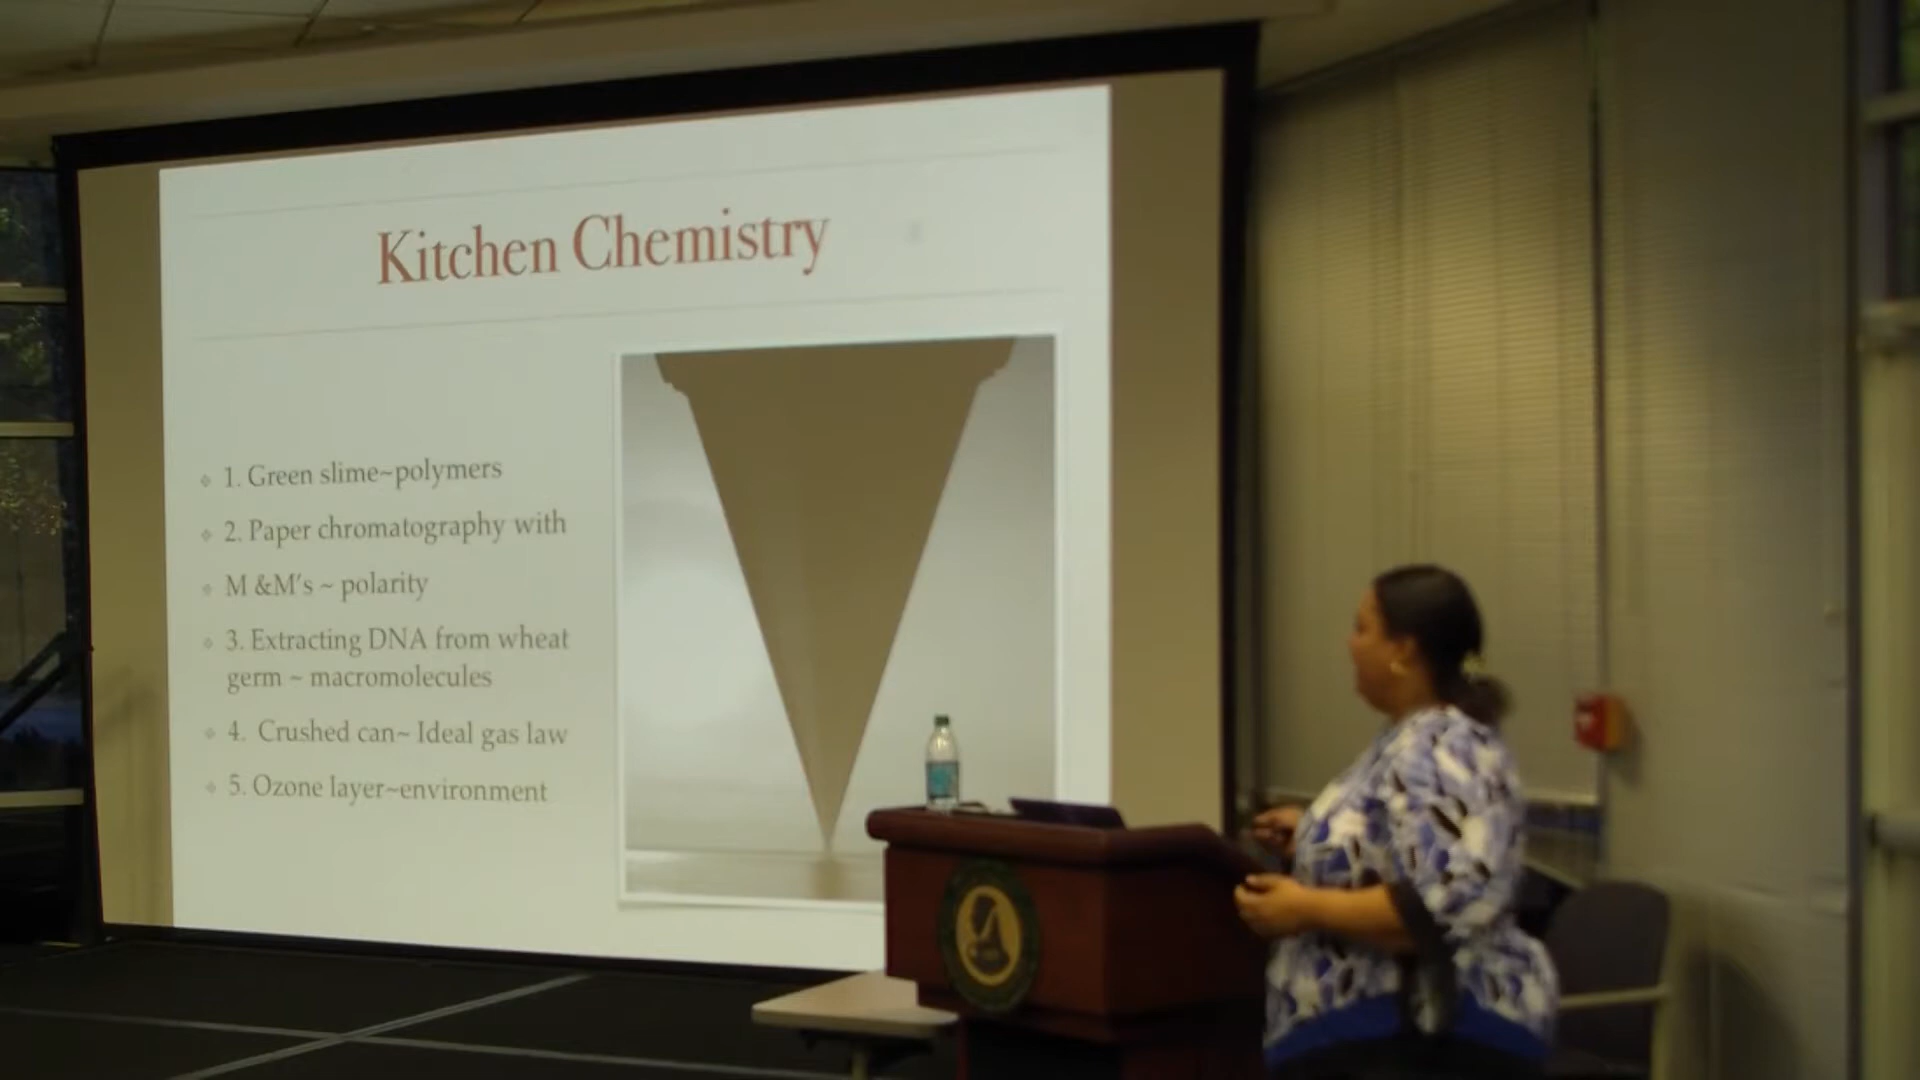 Kitchen Chemistry
1. Green slime~polymers
2. Paper chromatography with
M &M's ~ polarity
3. Extracting DNA from wheat
germ ~ macromolecules
4. Crushed can~ Ideal gas law
5. Ozone layer~environment